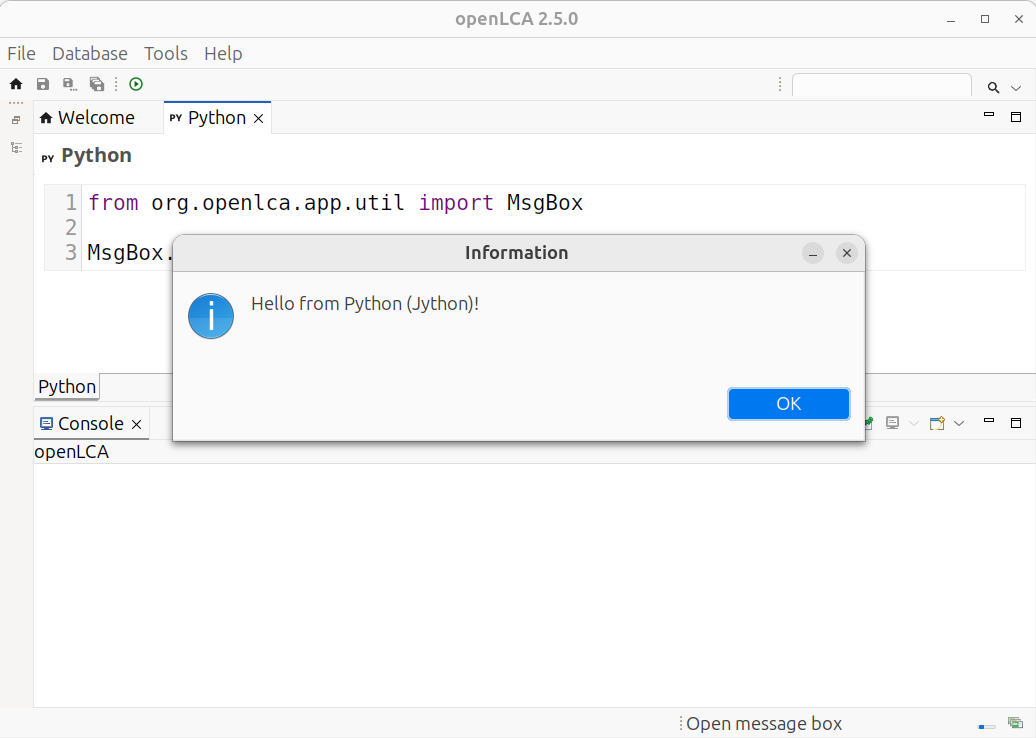 openLCA 2.5.0
File Database Tools Help
Welcome
PY Python
PY Python
1 from org.openlca.app.util import MsgBox
2
3 MsgBox.
Information
Hello from Python (Jython)!
OK
Python
Console
openLCA
Open message box